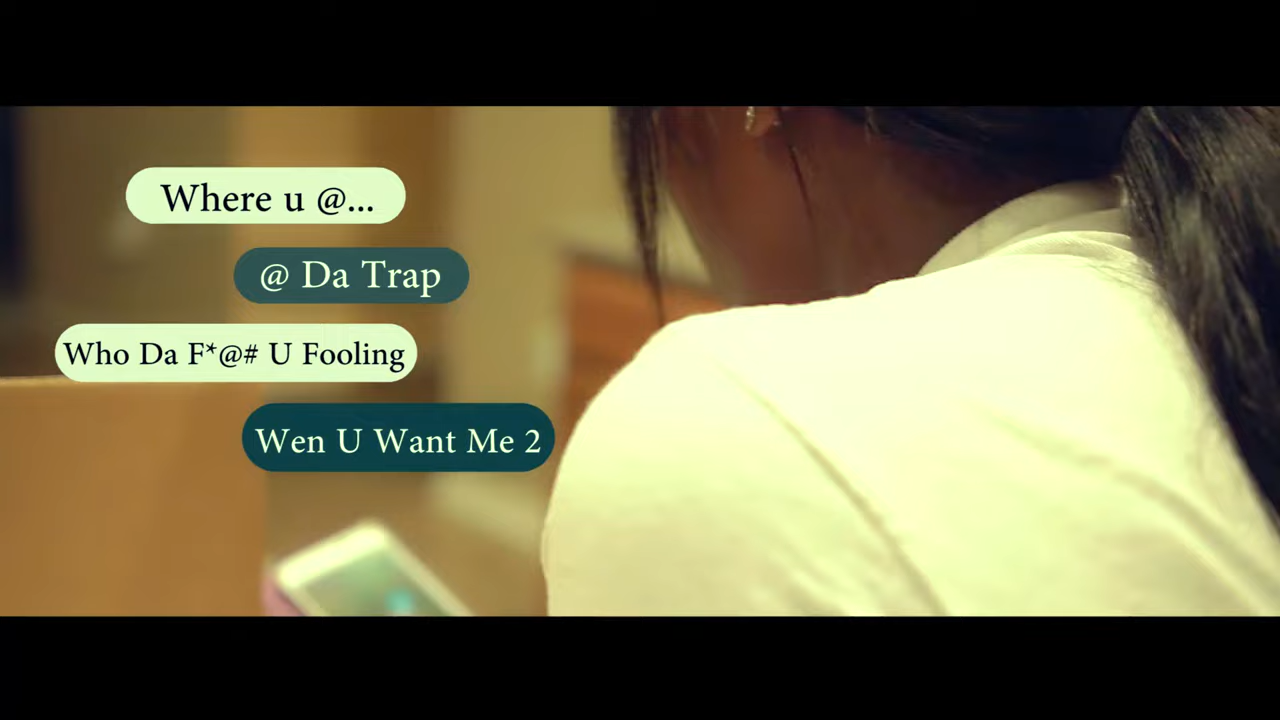 Where u @...
@ Da Trap
Who Da F*@# U Fooling
Wen U Want Me 2